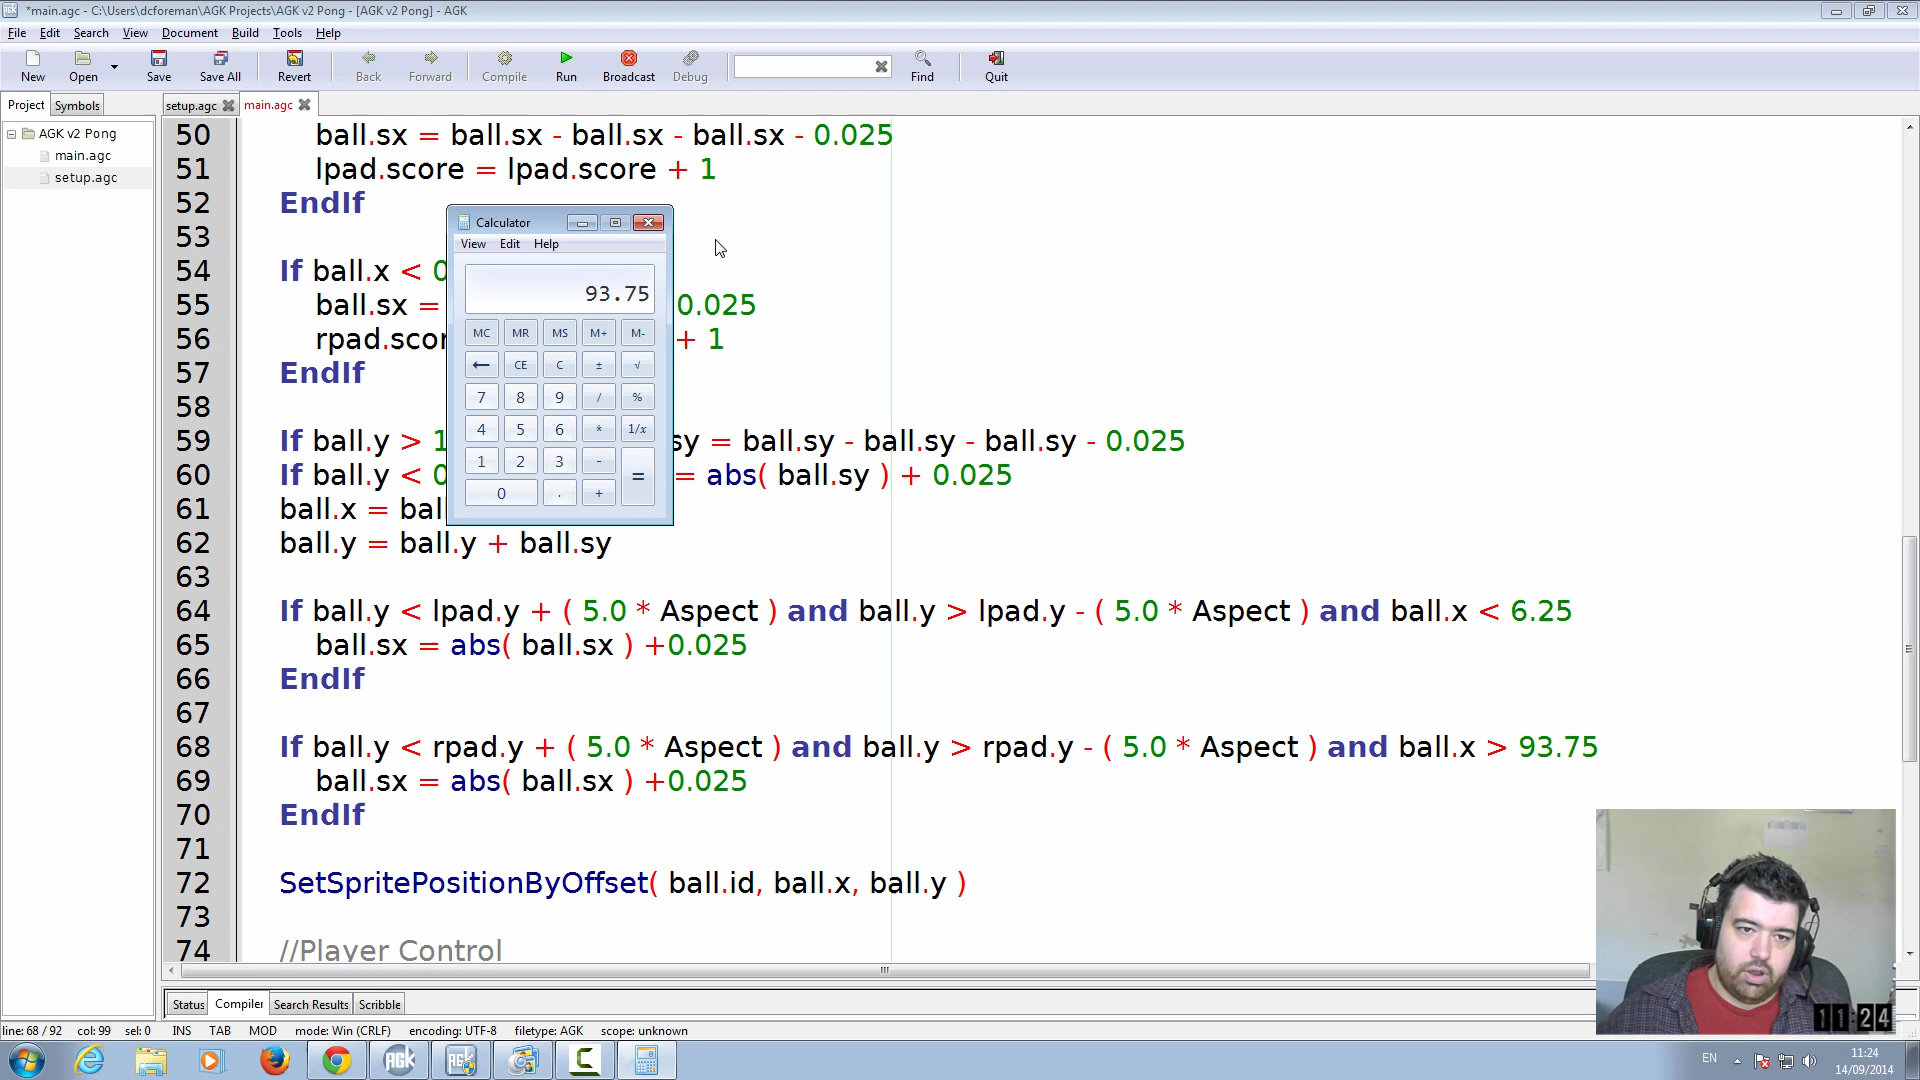 *main.agc - C:\Users\dcforeman\AGK Projects\AGK v2 Pong - [AGK v2 Pong] - AGK
File Edit Search View Document Build Tools Help
New Open Save Save All Revert Back Forward Compile Run Broadcast Debug Find Quit
Project Symbols setup.agc main.agc
AGK v2 Pong
main.agc
setup.agc
50 ball.sx = ball.sx - ball.sx - ball.sx - 0.025
51 lpad.score = lpad.score + 1
52 EndIf
53
54 If ball.x < 0
55 ball.sx = 0.025
56 rpad.scor + 1
57 EndIf
58
59 If ball.y > 1 sy = ball.sy - ball.sy - ball.sy - 0.025
60 If ball.y < 0 = abs( ball.sy ) + 0.025
61 ball.x = bal
62 ball.y = ball.y + ball.sy
63
64 If ball.y < lpad.y + ( 5.0 * Aspect ) and ball.y > lpad.y - ( 5.0 * Aspect ) and ball.x < 6.25
65 ball.sx = abs( ball.sx ) +0.025
66 EndIf
67
68 If ball.y < rpad.y + ( 5.0 * Aspect ) and ball.y > rpad.y - ( 5.0 * Aspect ) and ball.x > 93.75
69 ball.sx = abs( ball.sx ) +0.025
70 EndIf
71
72 SetSpritePositionByOffset( ball.id, ball.x, ball.y )
73
74 //Player Control
Calculator
View Edit Help
93.75
MC MR MS M+ M-
← CE C ± √
7 8 9 / %
4 5 6 * 1/x
1 2 3 - =
0 . +
Status Compiler Search Results Scribble
line: 68 / 92 col: 99 sel: 0 INS TAB MOD mode: Win (CRLF) encoding: UTF-8 filetype: AGK scope: unknown
11:24
AGK AGK C EN 11:24
14/09/2014